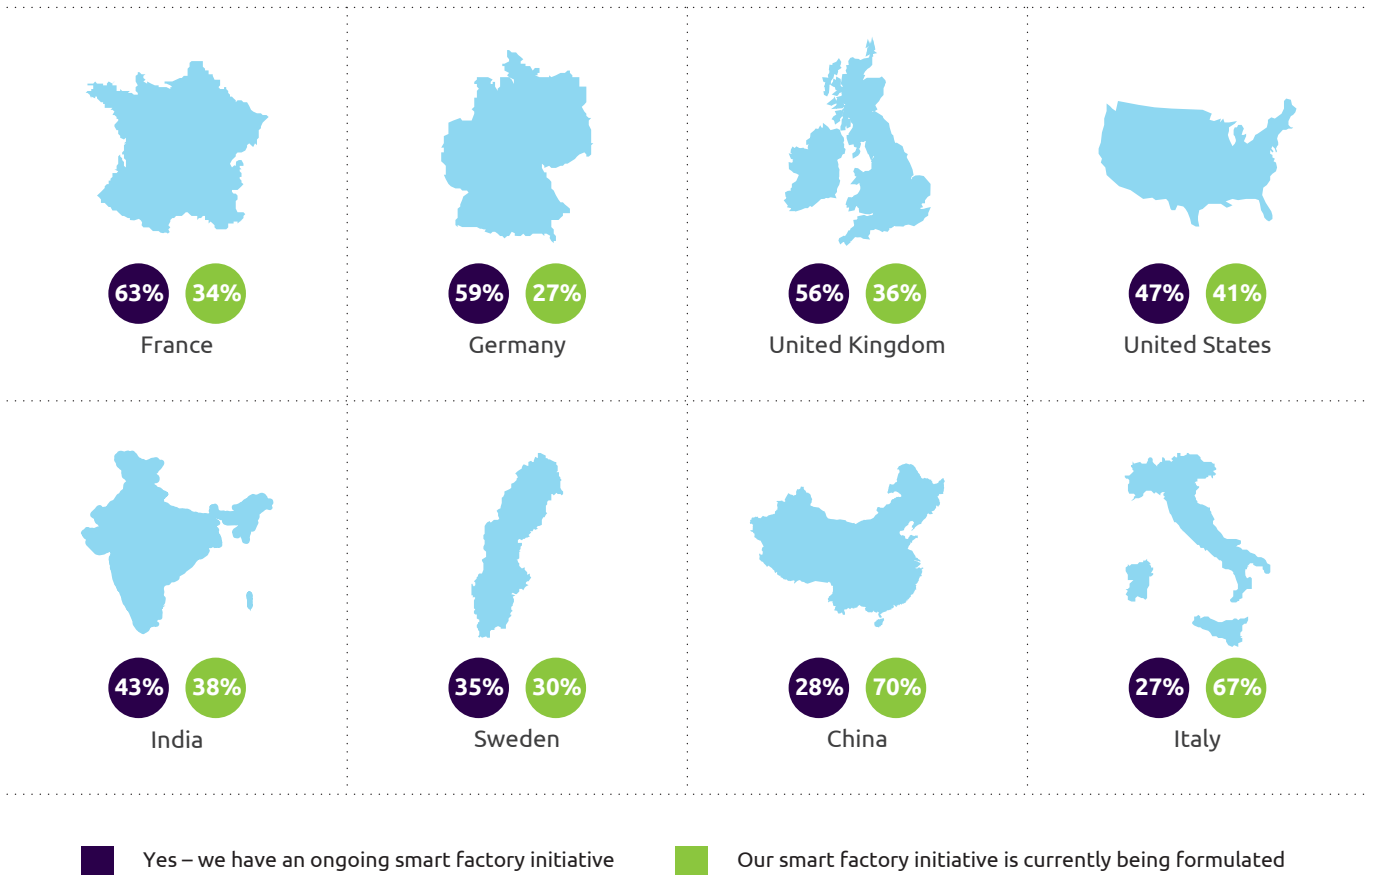 63% 34%
France
59% 27%
Germany
56% 36%
United Kingdom
47% 41%
United States
43% 38%
India
35% 30%
Sweden
28% 70%
China
27% 67%
Italy
Yes – we have an ongoing smart factory initiative
Our smart factory initiative is currently being formulated